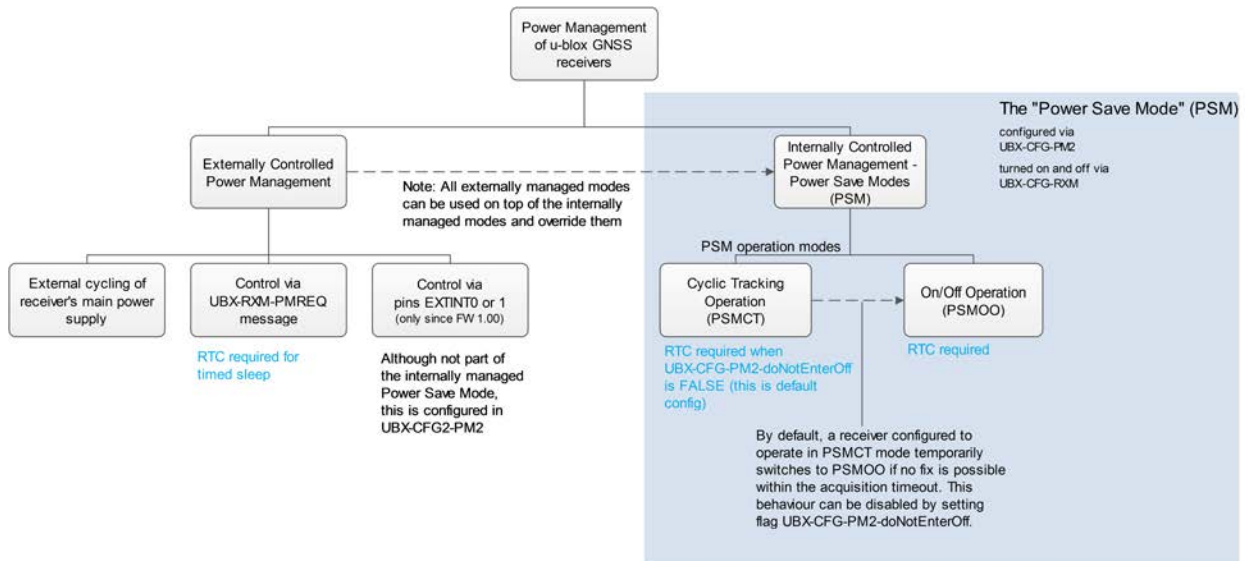 Power Management
of u-blox GNSS
receivers
The "Power Save Mode" (PSM)
configured via
UBX-CFG-PM2
turned on and off via
UBX-CFG-RXM
Externally Controlled
Power Management
Note: All externally managed modes
can be used on top of the internally
managed modes and override them
Internally Controlled
Power Management -
Power Save Modes
(PSM)
PSM operation modes
External cycling of
receiver's main power
supply
Control via
UBX-RXM-PMREQ
message
RTC required for
timed sleep
Control via
pins EXTINT0 or 1
(only since FW 1.00)
Although not part of
the internally managed
Power Save Mode,
this is configured in
UBX-CFG2-PM2
Cyclic Tracking
Operation
(PSMCT)
RTC required when
UBX-CFG-PM2-doNotEnterOff
is FALSE (this is default
config)
On/Off Operation
(PSMOO)
RTC required
By default, a receiver configured to
operate in PSMCT mode temporarily
switches to PSMOO if no fix is possible
within the acquisition timeout. This
behaviour can be disabled by setting
flag UBX-CFG-PM2-doNotEnterOff.